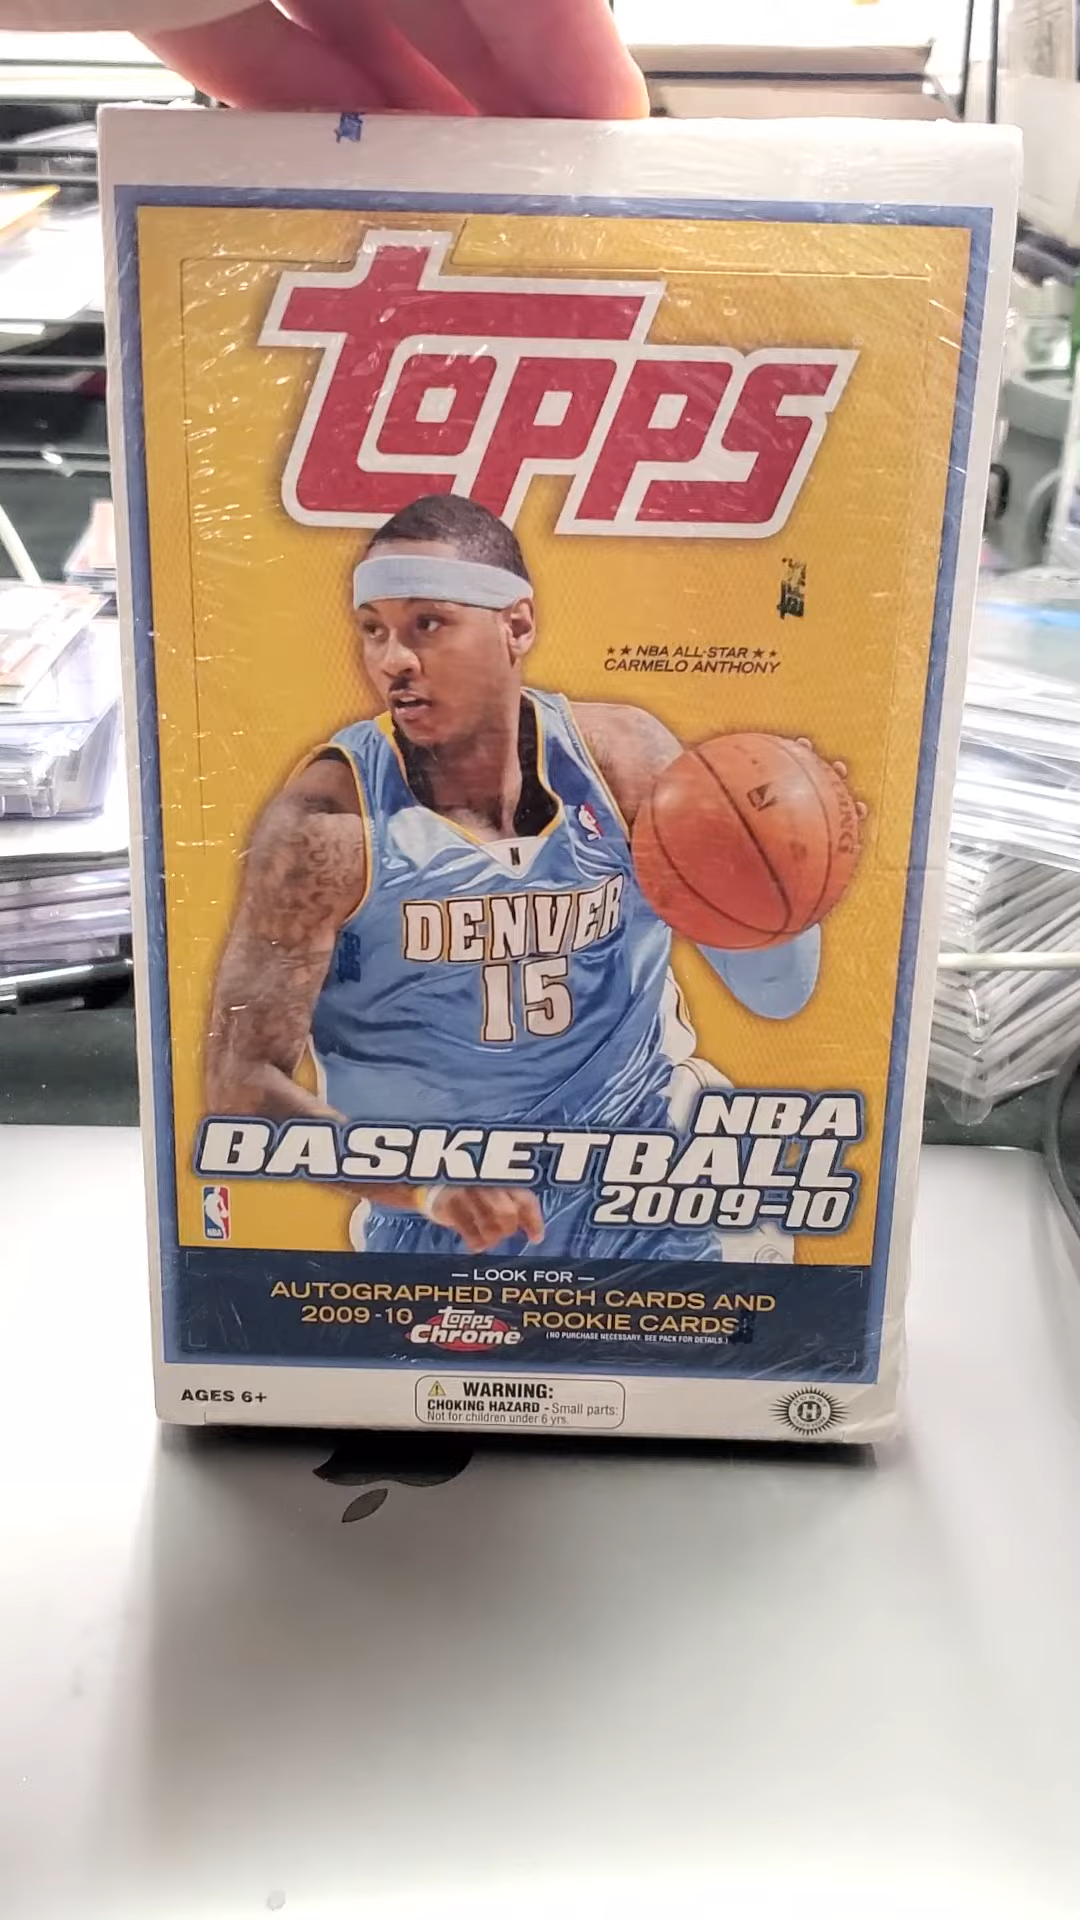 Topps
★ ★ NBA ALL-STAR ★ ★
CARMELO ANTHONY
N
DENVER
15
NBA
BASKETBALL
2009-10
NBA
— LOOK FOR —
AUTOGRAPHED PATCH CARDS AND
2009-10 Topps Chrome ROOKIE CARDS
(NO PURCHASE NECESSARY. SEE PACK FOR DETAILS.)
AGES 6+
WARNING:
CHOKING HAZARD - Small parts.
Not for children under 6 yrs.
H